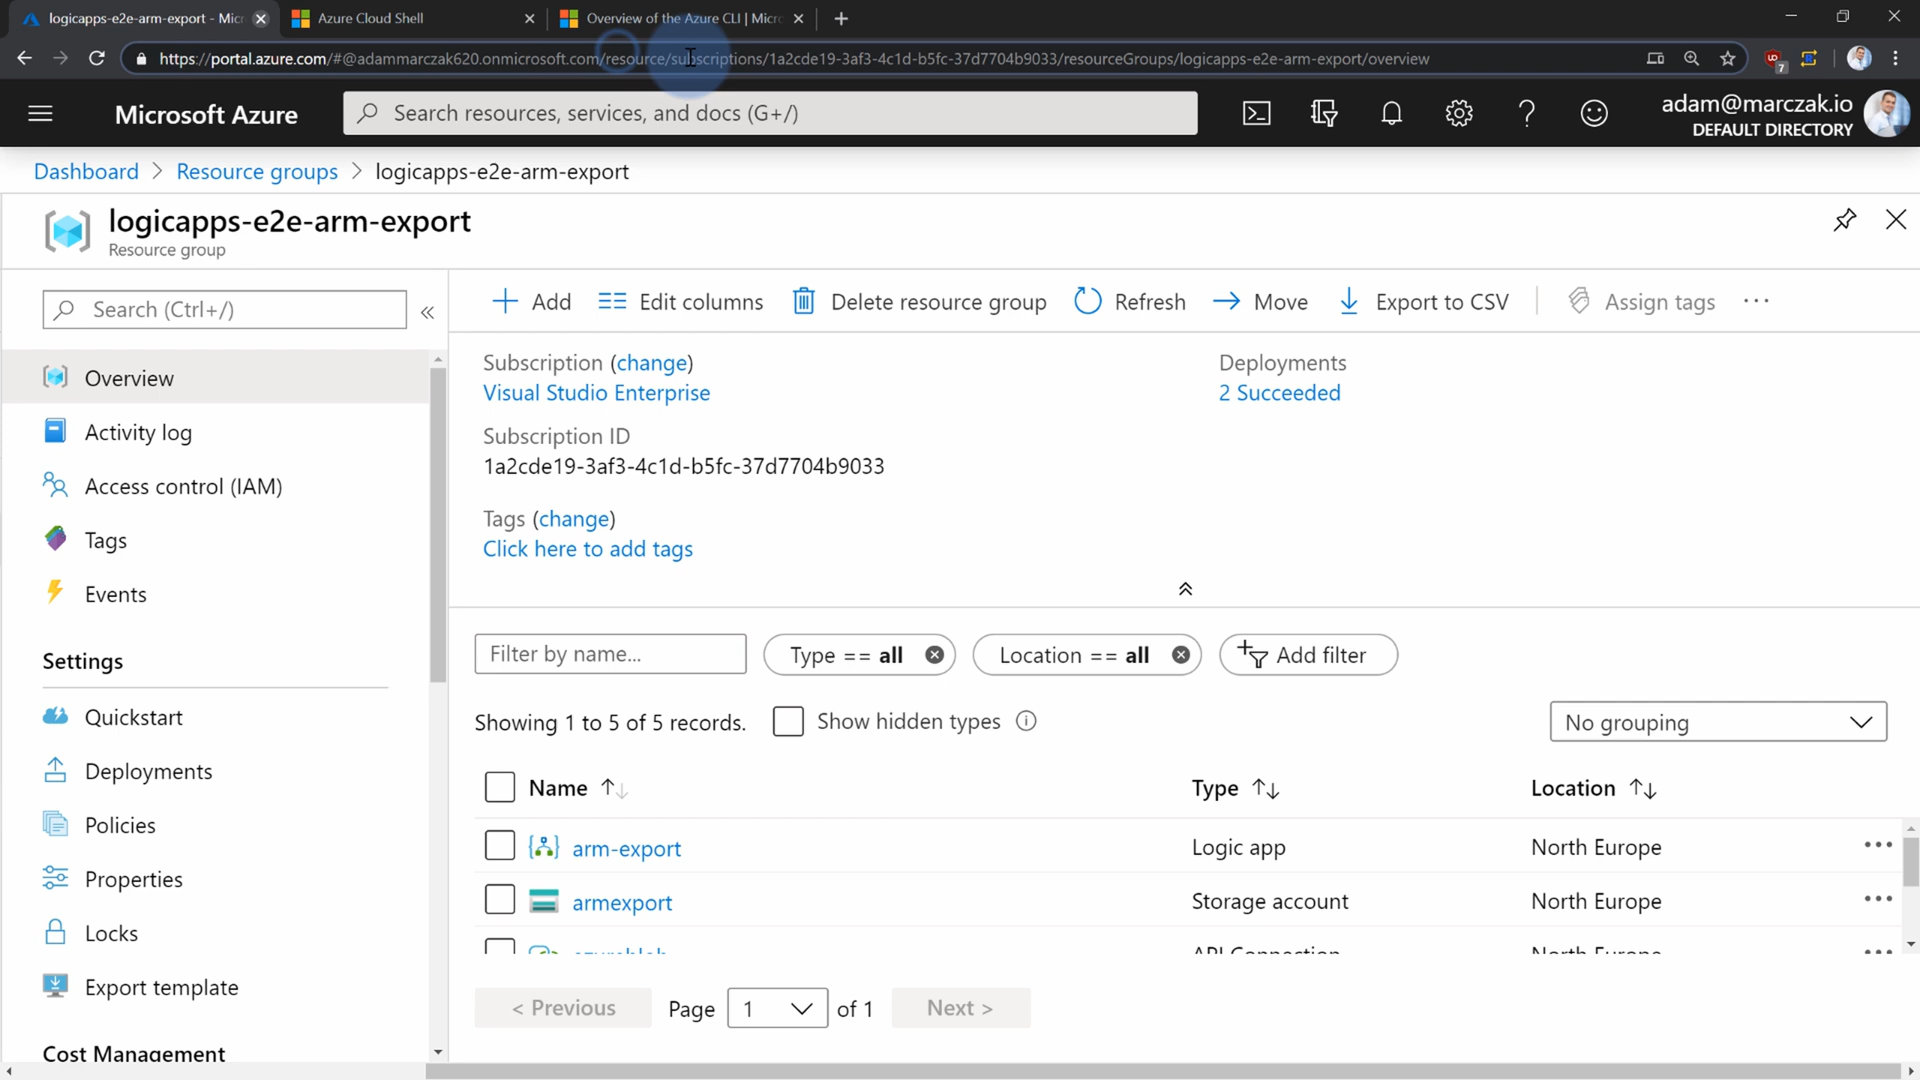 logicapps-e2e-arm-export - Micr
Azure Cloud Shell
Overview of the Azure CLI | Micro
https://portal.azure.com/#@adammarczak620.onmicrosoft.com/resource/subscriptions/1a2cde19-3af3-4c1d-b5fc-37d7704b9033/resourceGroups/logicapps-e2e-arm-export/overview
7
Microsoft Azure
Search resources, services, and docs (G+/)
adam@marczak.io
DEFAULT DIRECTORY
Dashboard > Resource groups > logicapps-e2e-arm-export
logicapps-e2e-arm-export
Resource group
Search (Ctrl+/)
Overview
Activity log
Access control (IAM)
Tags
Events
Settings
Quickstart
Deployments
Policies
Properties
Locks
Export template
Cost Management
Add
Edit columns
Delete resource group
Refresh
Move
Export to CSV
Assign tags
Subscription (change)
Visual Studio Enterprise
Subscription ID
1a2cde19-3af3-4c1d-b5fc-37d7704b9033
Tags (change)
Click here to add tags
Deployments
2 Succeeded
Filter by name...
Type == all
Location == all
Add filter
Showing 1 to 5 of 5 records.
Show hidden types
No grouping
Name Type Location
arm-export Logic app North Europe
armexport Storage account North Europe
azureblob API Connection North Europe
< Previous Page 1 of 1 Next >